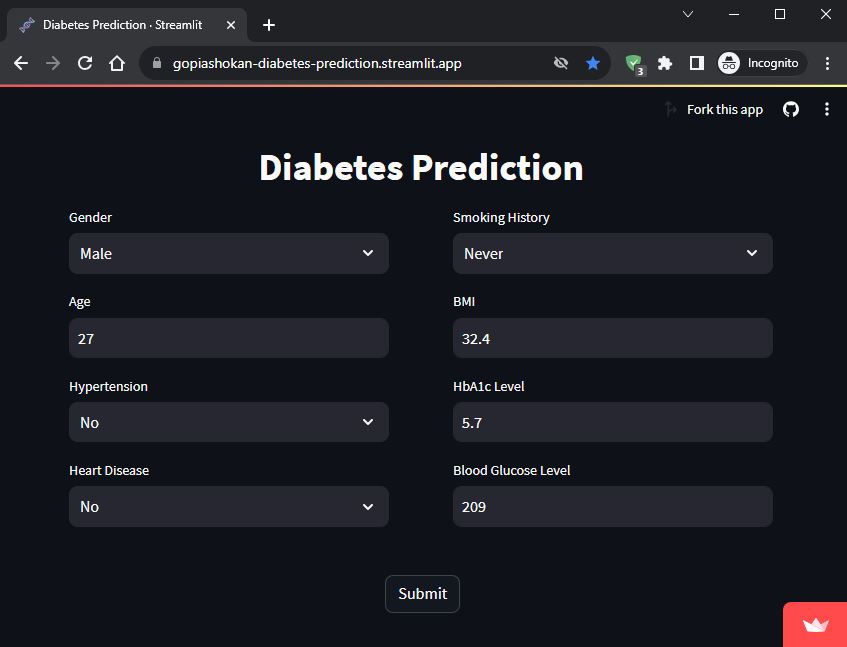 Diabetes Prediction · Streamlit
gopiashokan-diabetes-prediction.streamlit.app
3
Incognito
Fork this app
Diabetes Prediction
Gender
Smoking History
Male
Never
Age
BMI
27
32.4
Hypertension
HbA1c Level
No
5.7
Heart Disease
Blood Glucose Level
No
209
Submit